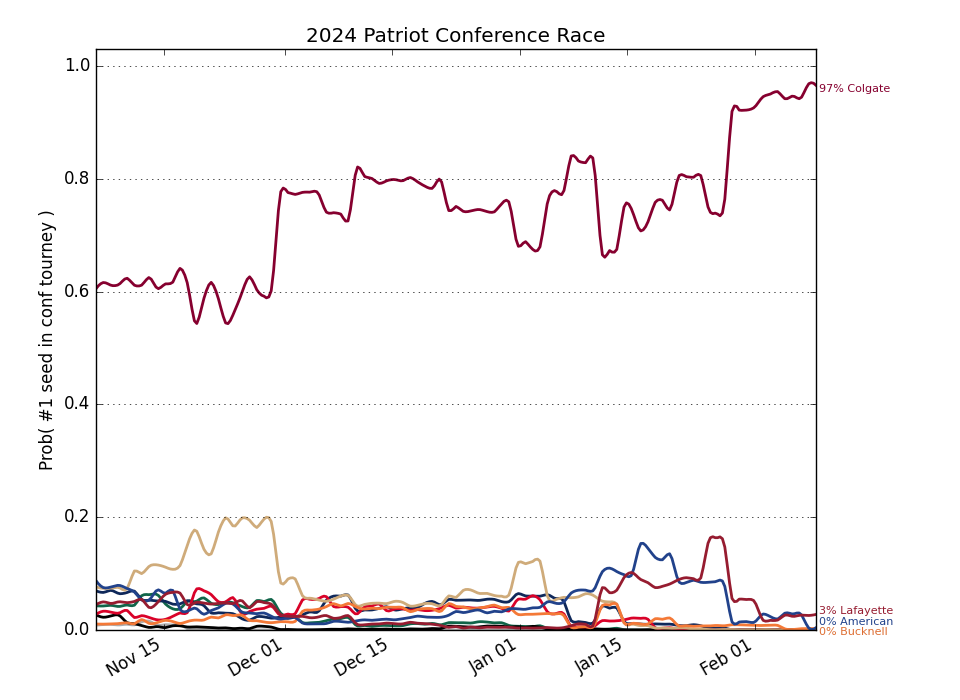 2024 Patriot Conference Race
Prob( #1 seed in conf tourney )
1.0
0.8
0.6
0.4
0.2
0.0
Nov 15
Dec 01
Dec 15
Jan 01
Jan 15
Feb 01
97% Colgate
3% Lafayette
0% American
0% Bucknell